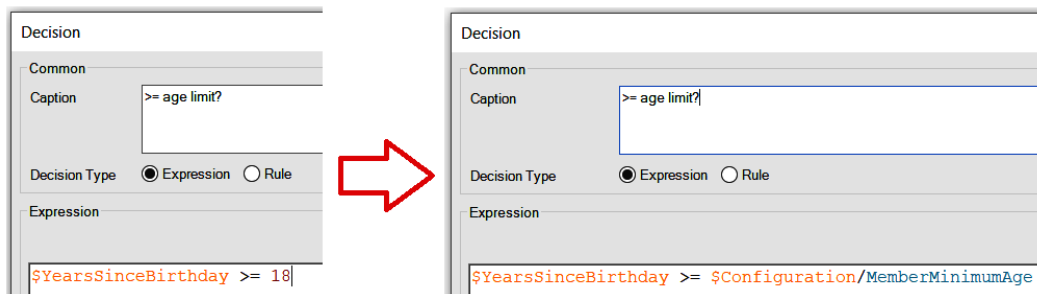 Decision
Common
Caption
>= age limit?
Decision Type
Expression
Rule
Expression
$YearsSinceBirthday >= 18
Decision
Common
Caption
>= age limit?
Decision Type
Expression
Rule
Expression
$YearsSinceBirthday >= $Configuration/MemberMinimumAge